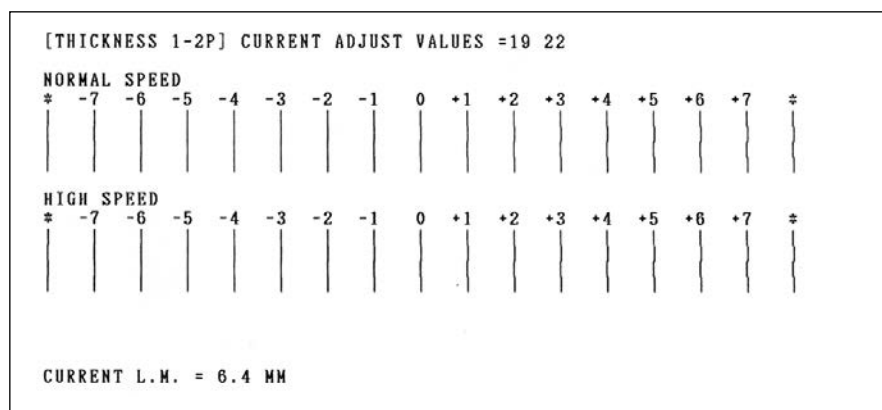 [THICKNESS 1-2P] CURRENT ADJUST VALUES =19 22
NORMAL SPEED
* -7 -6 -5 -4 -3 -2 -1 0 +1 +2 +3 +4 +5 +6 +7 *
HIGH SPEED
* -7 -6 -5 -4 -3 -2 -1 0 +1 +2 +3 +4 +5 +6 +7 *
CURRENT L.M. = 6.4 MM